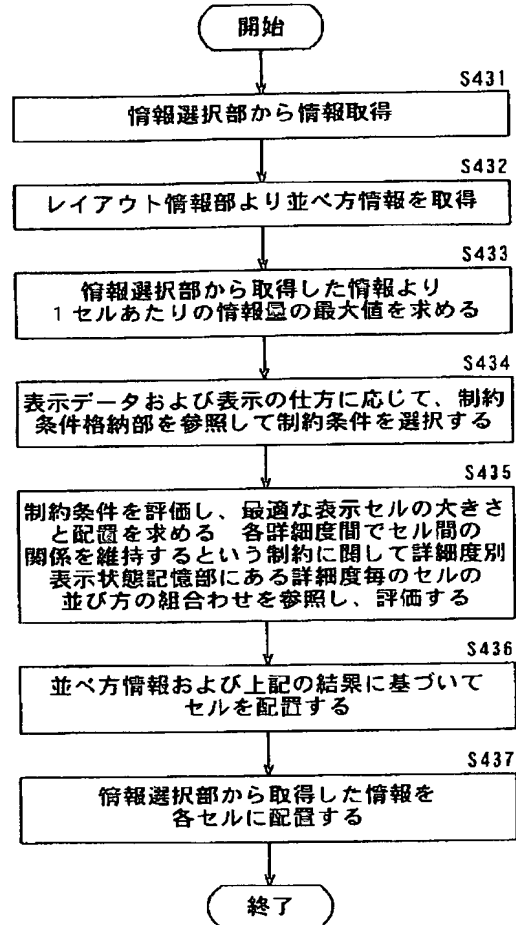 開始
S431
情報選択部から情報取得
S432
レイアウト情報部より並べ方情報を取得
S433
情報選択部から取得した情報より
1セルあたりの情報量の最大値を求める
S434
表示データおよび表示の仕方に応じて、制約
条件格納部を参照して制約条件を選択する
S435
制約条件を評価し、最適な表示セルの大きさ
と配置を求める 各詳細度間でセル間の
関係を維持するという制約に関して詳細度別
表示状態記憶部にある詳細度毎のセルの
並び方の組合わせを参照し、評価する
S436
並べ方情報および上記の結果に基づいて
セルを配置する
S437
情報選択部から取得した情報を
各セルに配置する
終了